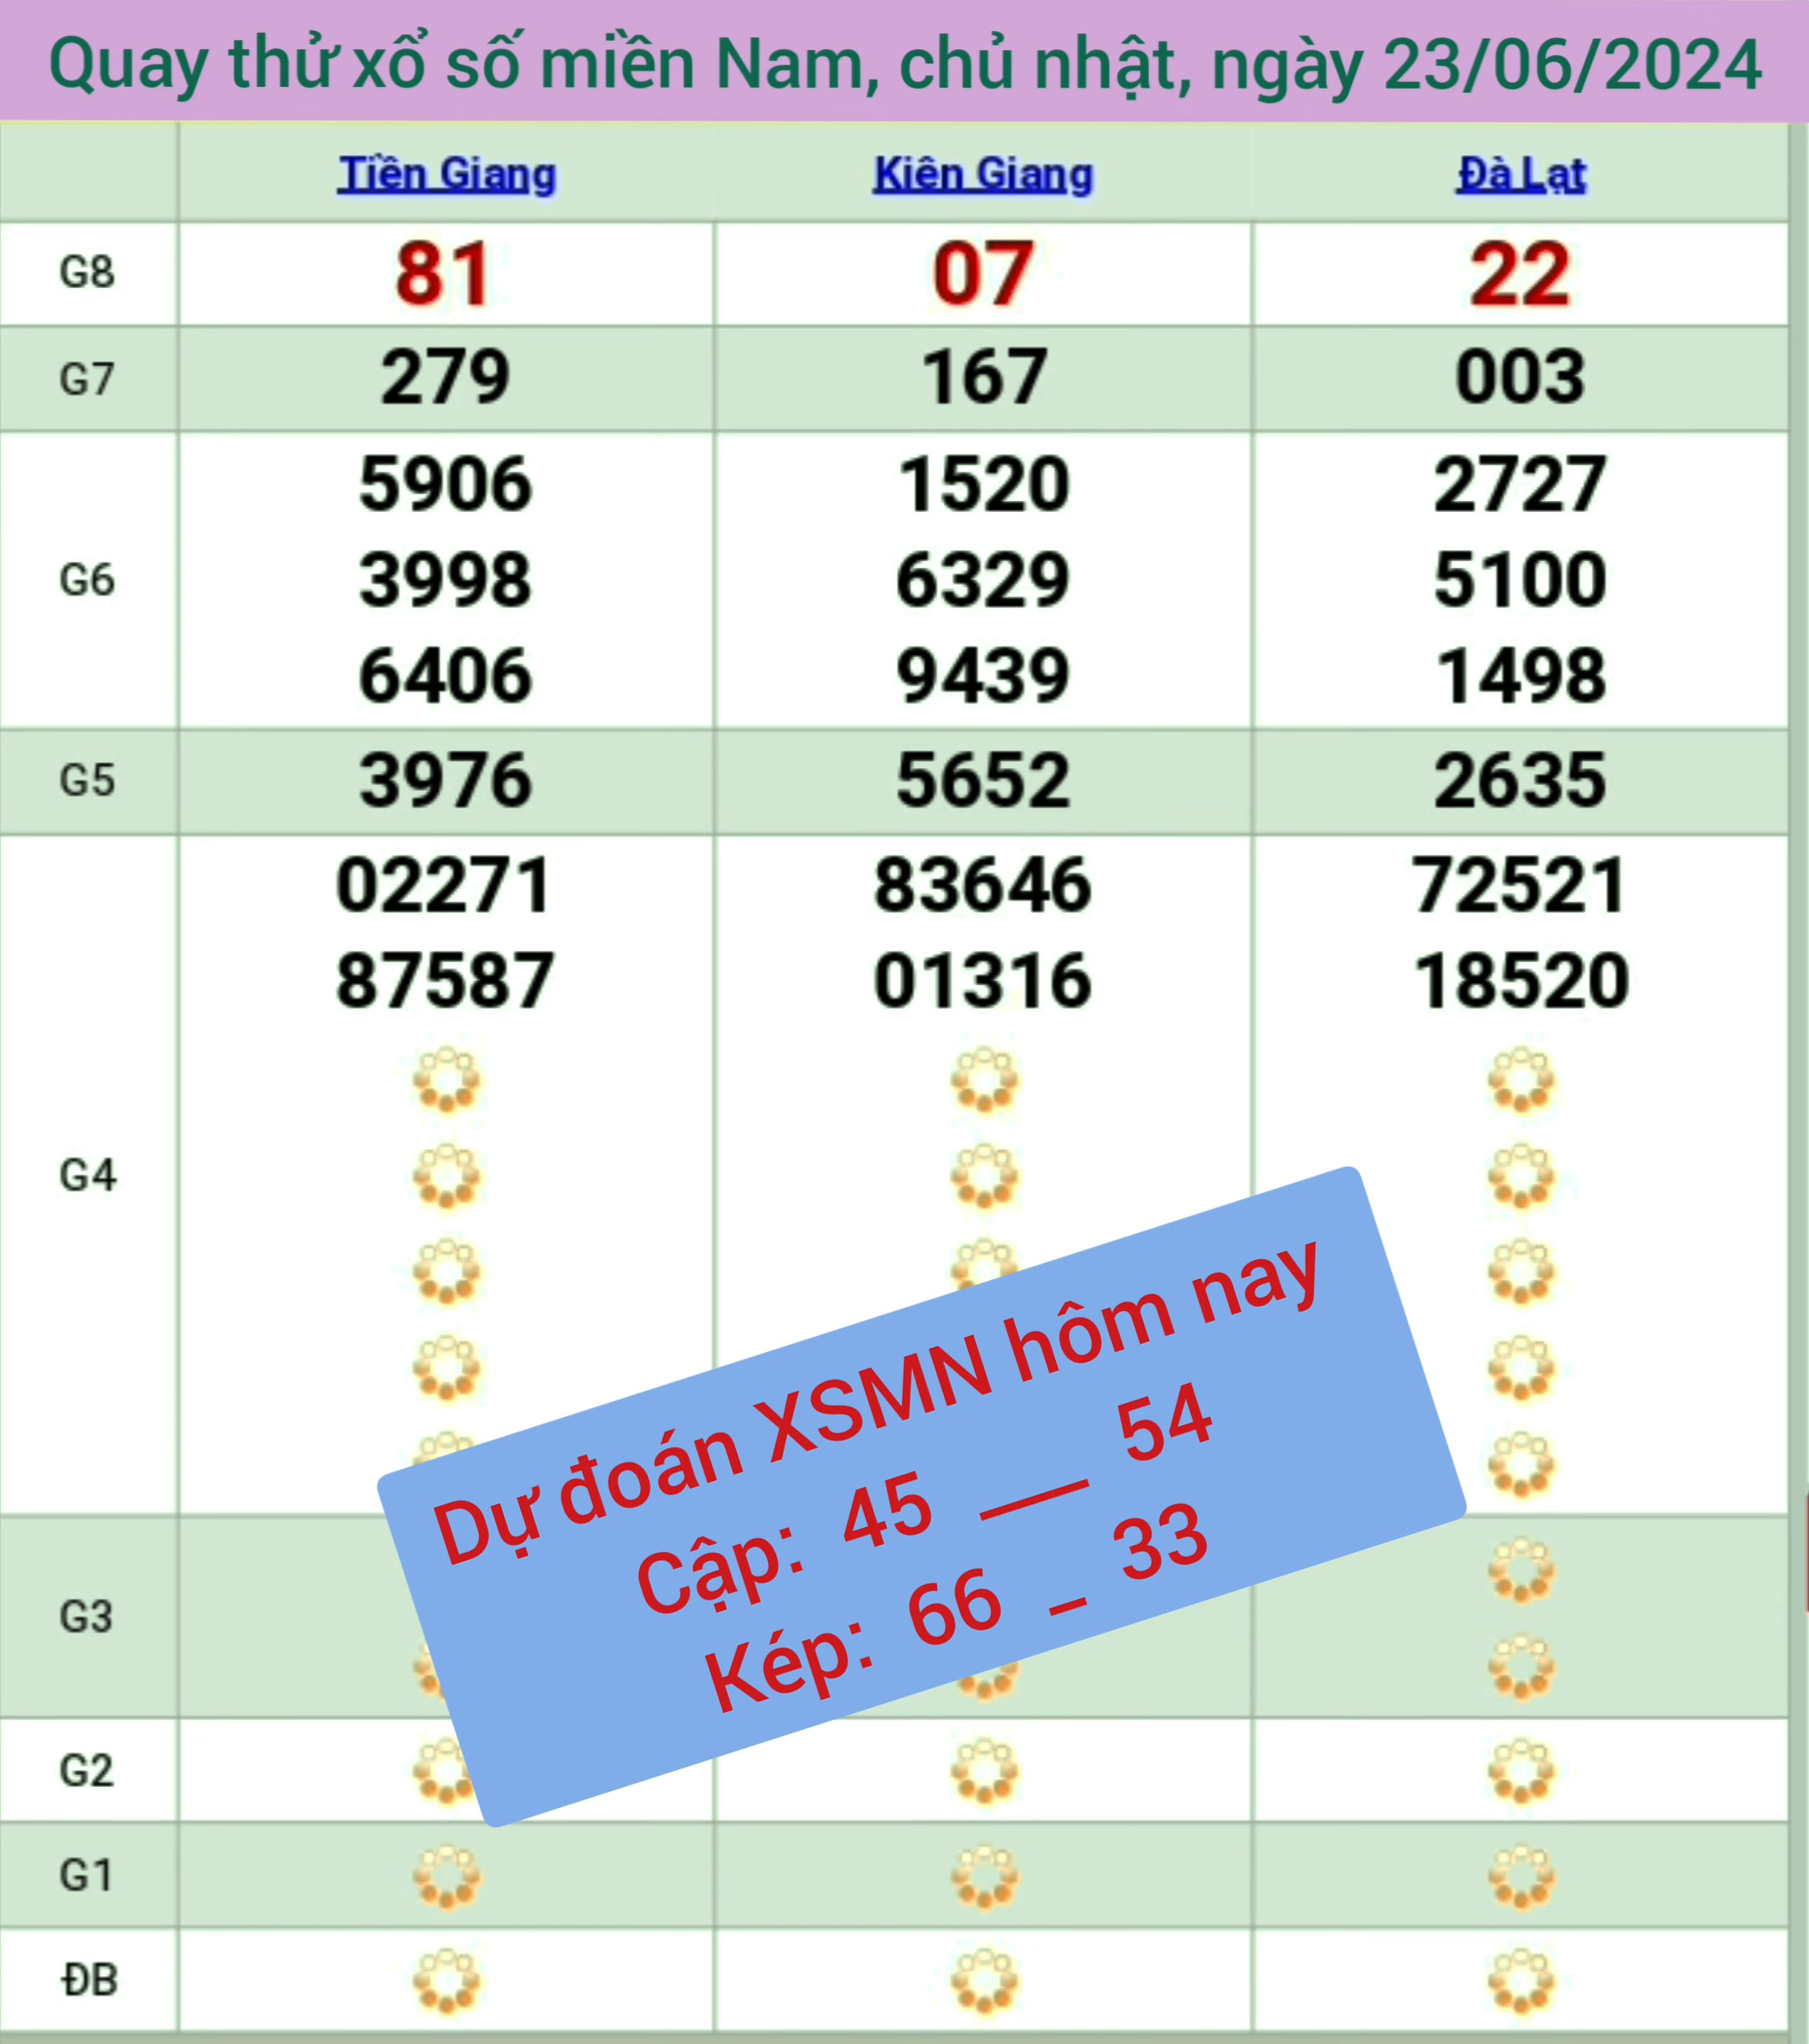 Quay thử xổ số miền Nam, chủ nhật, ngày 23/06/2024
Tiền Giang Kiên Giang Đà Lạt
G8 81 07 22
G7 279 167 003
5906 1520 2727
G6 3998 6329 5100
6406 9439 1498
G5 3976 5652 2635
02271 83646 72521
87587 01316 18520
G4
Dự đoán XSMN hôm nay
Cặp: 45 —— 54
Kép: 66 _ 33
G3
G2
G1
ĐB